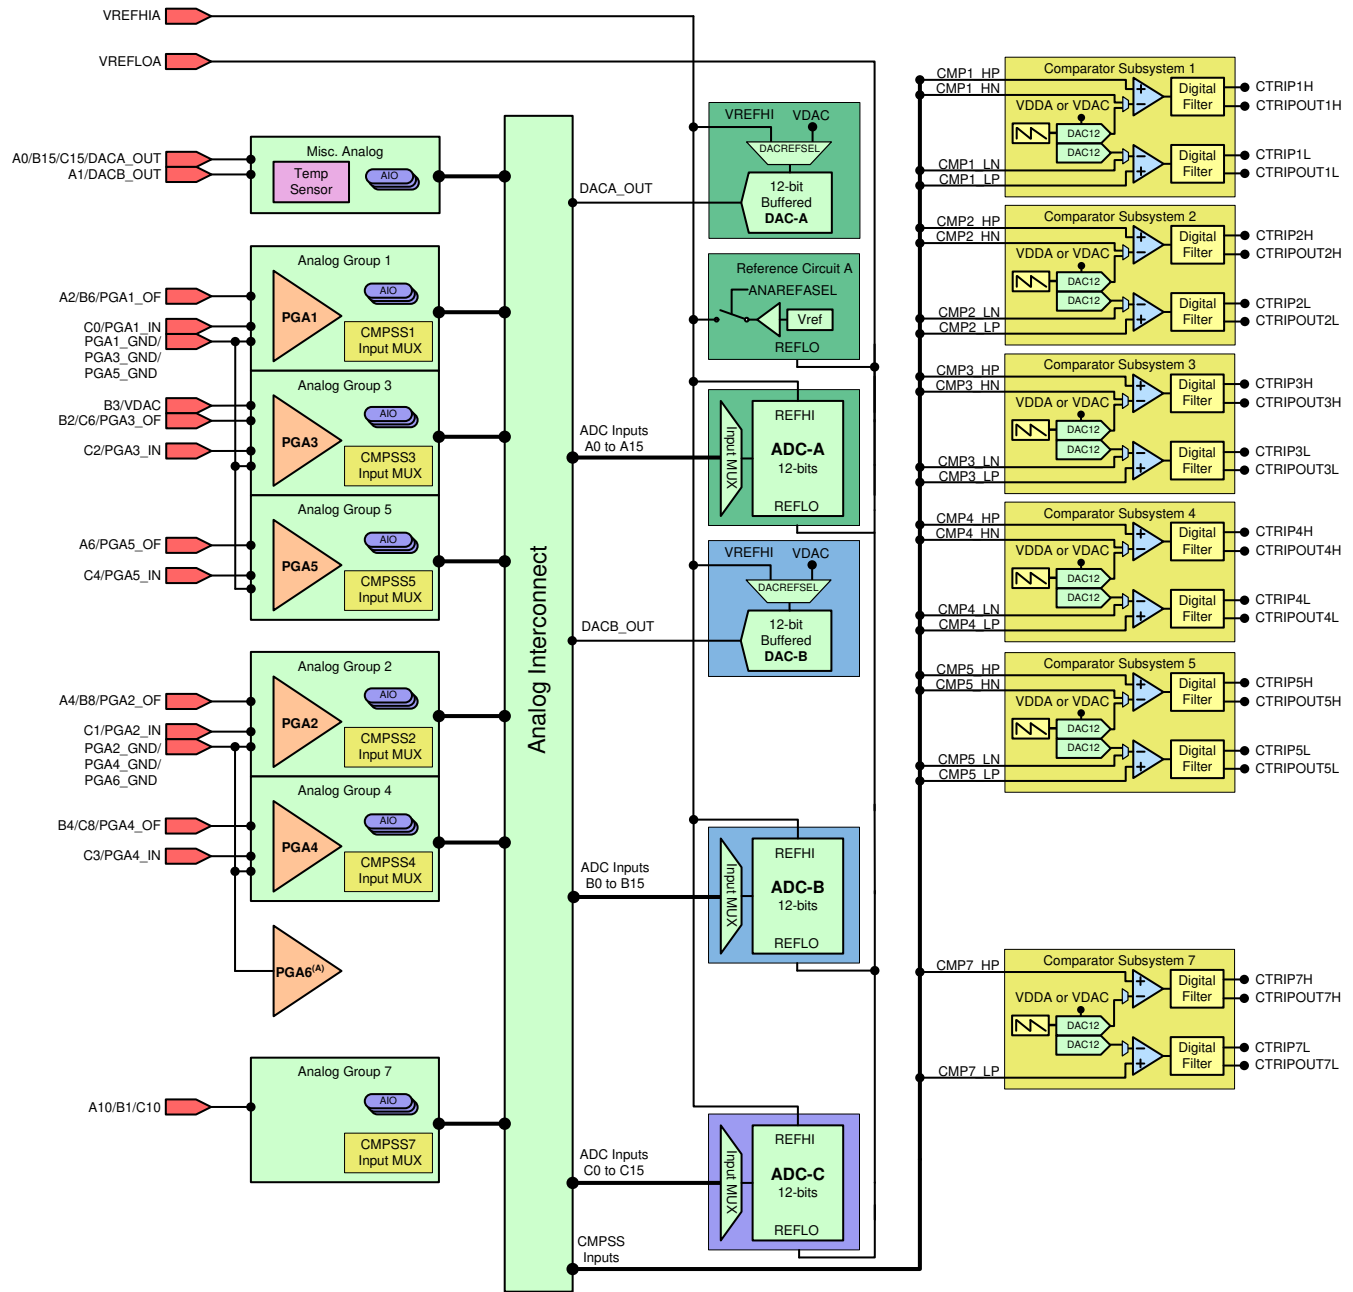 VREFHIA
VREFLOA
Misc. Analog
A0/B15/C15/DACA_OUT
A1/DACB_OUT
Temp
Sensor
AIO
Analog Group 1
A2/B6/PGA1_OF
C0/PGA1_IN
PGA1_GND/
PGA3_GND/
PGA5_GND
PGA1
AIO
CMPSS1
Input MUX
Analog Group 3
B3/VDAC
B2/C6/PGA3_OF
C2/PGA3_IN
PGA3
AIO
CMPSS3
Input MUX
Analog Group 5
A6/PGA5_OF
C4/PGA5_IN
PGA5
AIO
CMPSS5
Input MUX
Analog Group 2
A4/B8/PGA2_OF
C1/PGA2_IN
PGA2_GND/
PGA4_GND/
PGA6_GND
PGA2
AIO
CMPSS2
Input MUX
Analog Group 4
B4/C8/PGA4_OF
C3/PGA4_IN
PGA4
AIO
CMPSS4
Input MUX
PGA6(A)
Analog Group 7
A10/B1/C10
AIO
CMPSS7
Input MUX
Analog Interconnect
VREFHI
VDAC
DACREFSEL
DACA_OUT
12-bit
Buffered
DAC-A
Reference Circuit A
ANAREFASEL
Vref
REFLO
ADC Inputs
A0 to A15
Input MUX
REFHI
ADC-A
12-bits
REFLO
VREFHI
VDAC
DACREFSEL
DACB_OUT
12-bit
Buffered
DAC-B
ADC Inputs
B0 to B15
Input MUX
REFHI
ADC-B
12-bits
REFLO
ADC Inputs
C0 to C15
Input MUX
REFHI
ADC-C
12-bits
REFLO
CMPSS
Inputs
Comparator Subsystem 1
CMP1_HP
CMP1_HN
VDDA or VDAC
DAC12
DAC12
CMP1_LN
CMP1_LP
Digital
Filter
Digital
Filter
CTRIP1H
CTRIPOUT1H
CTRIP1L
CTRIPOUT1L
Comparator Subsystem 2
CMP2_HP
CMP2_HN
VDDA or VDAC
DAC12
DAC12
CMP2_LN
CMP2_LP
Digital
Filter
Digital
Filter
CTRIP2H
CTRIPOUT2H
CTRIP2L
CTRIPOUT2L
Comparator Subsystem 3
CMP3_HP
CMP3_HN
VDDA or VDAC
DAC12
DAC12
CMP3_LN
CMP3_LP
Digital
Filter
Digital
Filter
CTRIP3H
CTRIPOUT3H
CTRIP3L
CTRIPOUT3L
Comparator Subsystem 4
CMP4_HP
CMP4_HN
VDDA or VDAC
DAC12
DAC12
CMP4_LN
CMP4_LP
Digital
Filter
Digital
Filter
CTRIP4H
CTRIPOUT4H
CTRIP4L
CTRIPOUT4L
Comparator Subsystem 5
CMP5_HP
CMP5_HN
VDDA or VDAC
DAC12
DAC12
CMP5_LN
CMP5_LP
Digital
Filter
Digital
Filter
CTRIP5H
CTRIPOUT5H
CTRIP5L
CTRIPOUT5L
Comparator Subsystem 7
CMP7_HP
VDDA or VDAC
DAC12
DAC12
CMP7_LP
Digital
Filter
Digital
Filter
CTRIP7H
CTRIPOUT7H
CTRIP7L
CTRIPOUT7L